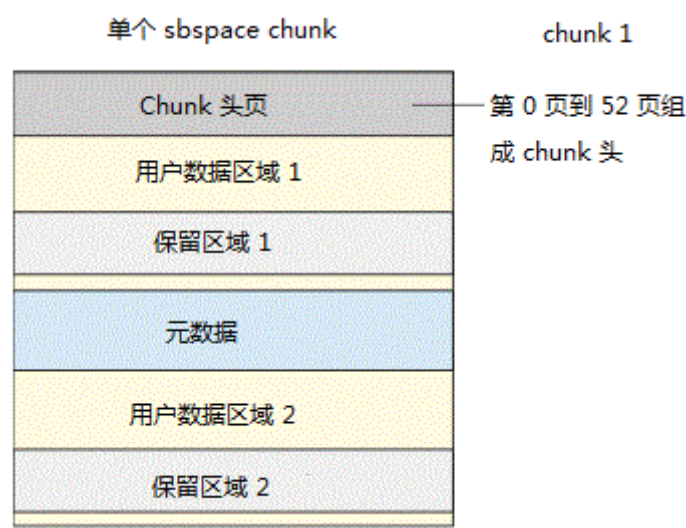 单个 sbspace chunk
chunk 1
Chunk 头页
第 0 页到 52 页组
成 chunk 头
用户数据区域 1
保留区域 1
元数据
用户数据区域 2
保留区域 2